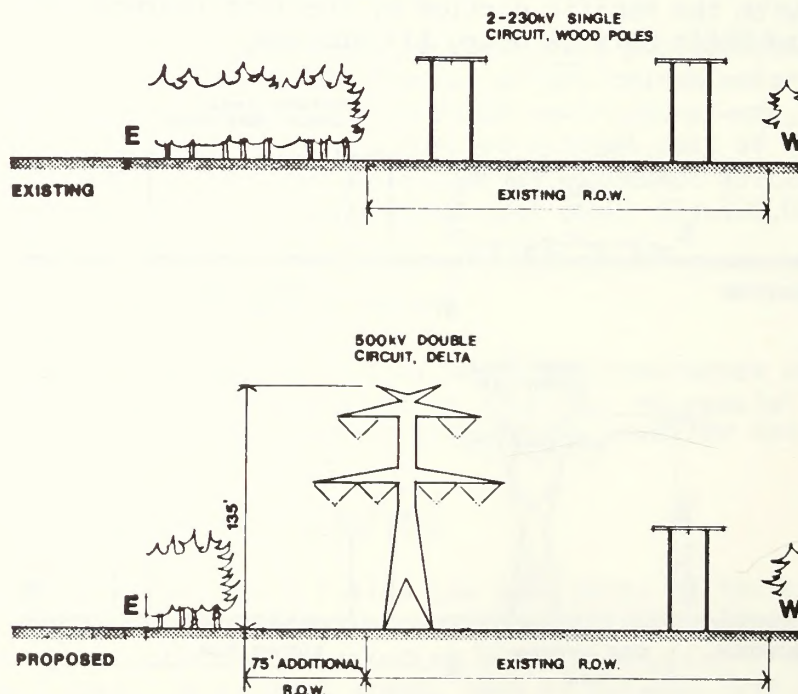 2-230kV SINGLE
CIRCUIT, WOOD POLES
E
W
EXISTING
EXISTING R.O.W.
500kV DOUBLE
CIRCUIT, DELTA
135'
E
W
PROPOSED
75' ADDITIONAL
R.O.W.
EXISTING R.O.W.